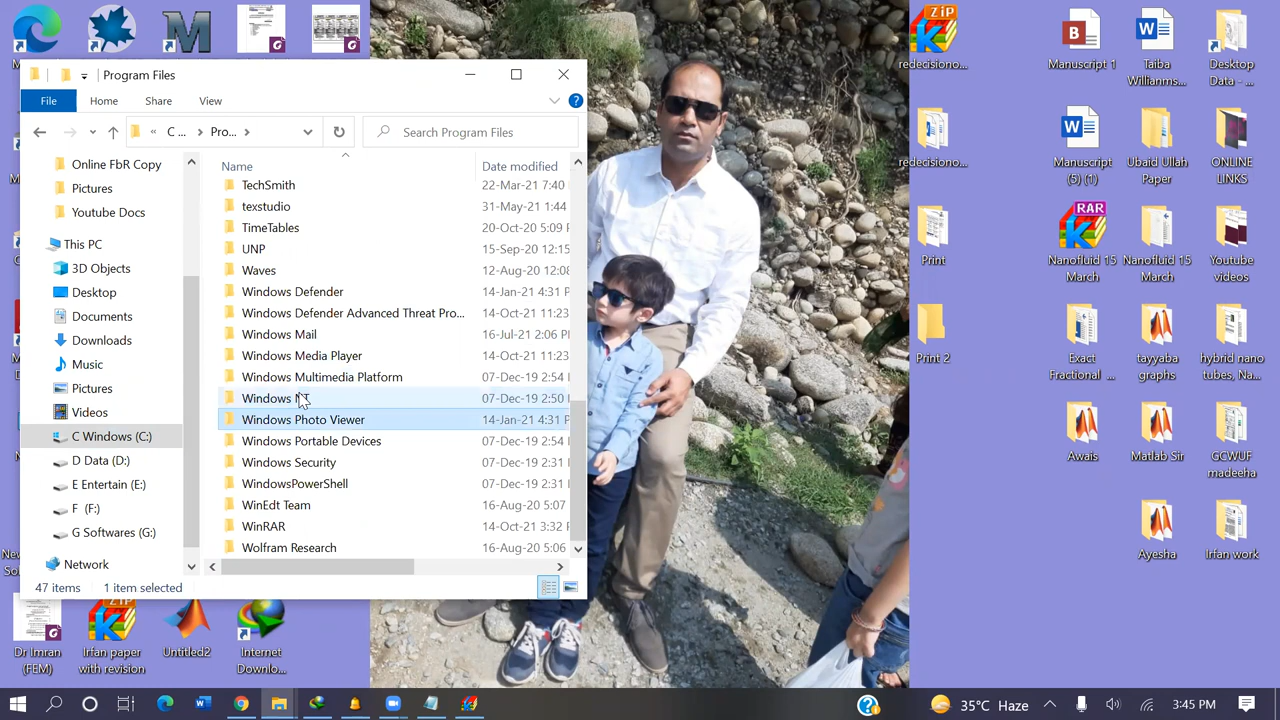 Program Files
File
Home
Share
View
C ...
Pro...
Search Program Files
Online FbR Copy
Pictures
Youtube Docs
This PC
3D Objects
Desktop
Documents
Downloads
Music
Pictures
Videos
C Windows (C:)
D Data (D:)
E Entertain (E:)
F (F:)
G Softwares (G:)
Network
Name Date modified
TechSmith 22-Mar-21 7:40
texstudio 31-May-21 1:44
TimeTables 20-Oct-20 5:09 P
UNP 15-Sep-20 12:15
Waves 12-Aug-20 12:08
Windows Defender 14-Jan-21 4:31 P
Windows Defender Advanced Threat Pro... 14-Oct-21 11:23
Windows Mail 16-Jul-21 2:06 P
Windows Media Player 14-Oct-21 11:23
Windows Multimedia Platform 07-Dec-19 2:54
Windows NT 07-Dec-19 2:50
Windows Photo Viewer 14-Jan-21 4:31 P
Windows Portable Devices 07-Dec-19 2:54
Windows Security 07-Dec-19 2:31
WindowsPowerShell 07-Dec-19 2:31
WinEdt Team 16-Aug-20 5:07
WinRAR 14-Oct-21 3:32 P
Wolfram Research 16-Aug-20 5:06
47 items 1 item selected
ZIP
redecisiono...
Manuscript 1
Taiba
Willianms...
Desktop
Data - ...
redecisiono...
Manuscript
(5) (1)
Ubaid Ullah
Paper
ONLINE
LINKS
Print
RAR
Nanofluid 15
March
Nanofluid 15
March
Youtube
videos
Print 2
Exact
Fractional ...
tayyaba
graphs
hybrid nano
tubes, Na...
Awais
Matlab Sir
GCWUF
madeeha
Ayesha
Irfan work
Dr Imran
(FEM)
ZIP
Irfan paper
with revision
Untitled2
Internet
Downlo...
35°C Haze
3:45 PM